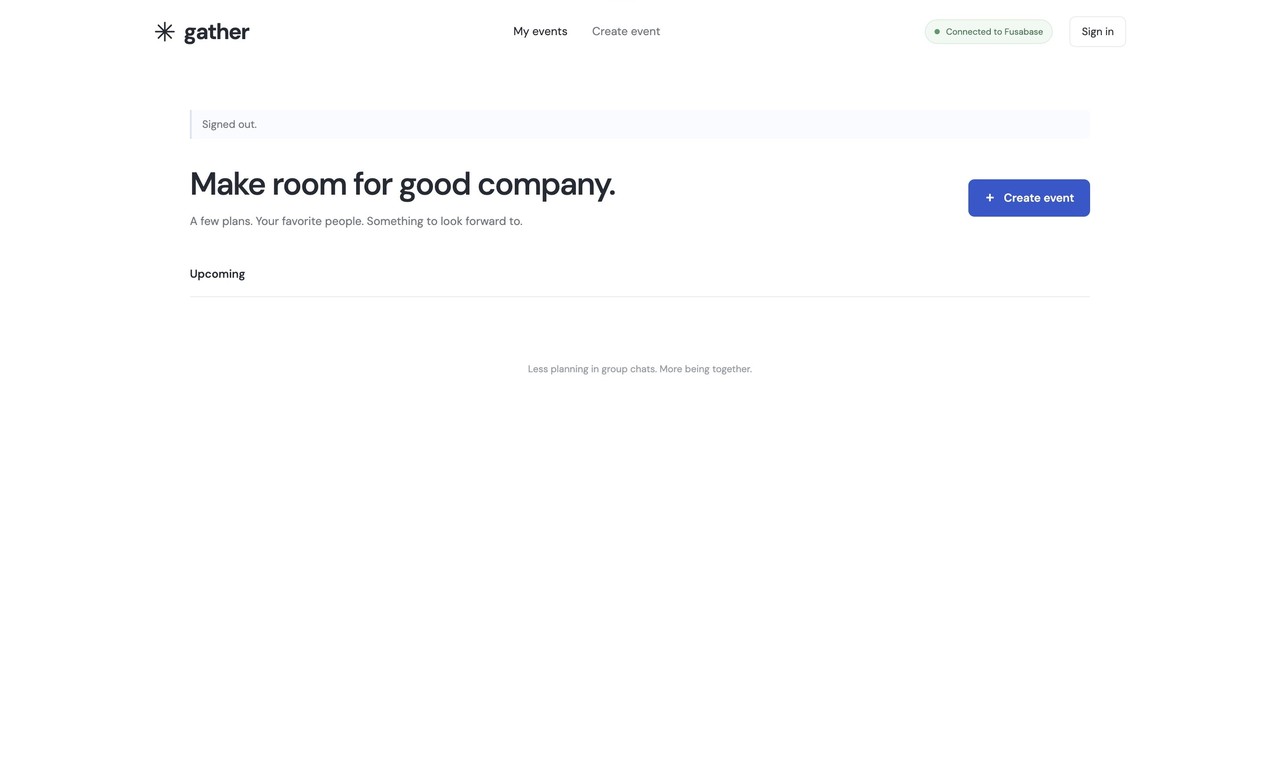 gather
My events
Create event
Connected to Fusabase
Sign in
Signed out.
Make room for good company.
A few plans. Your favorite people. Something to look forward to.
+ Create event
Upcoming
Less planning in group chats. More being together.